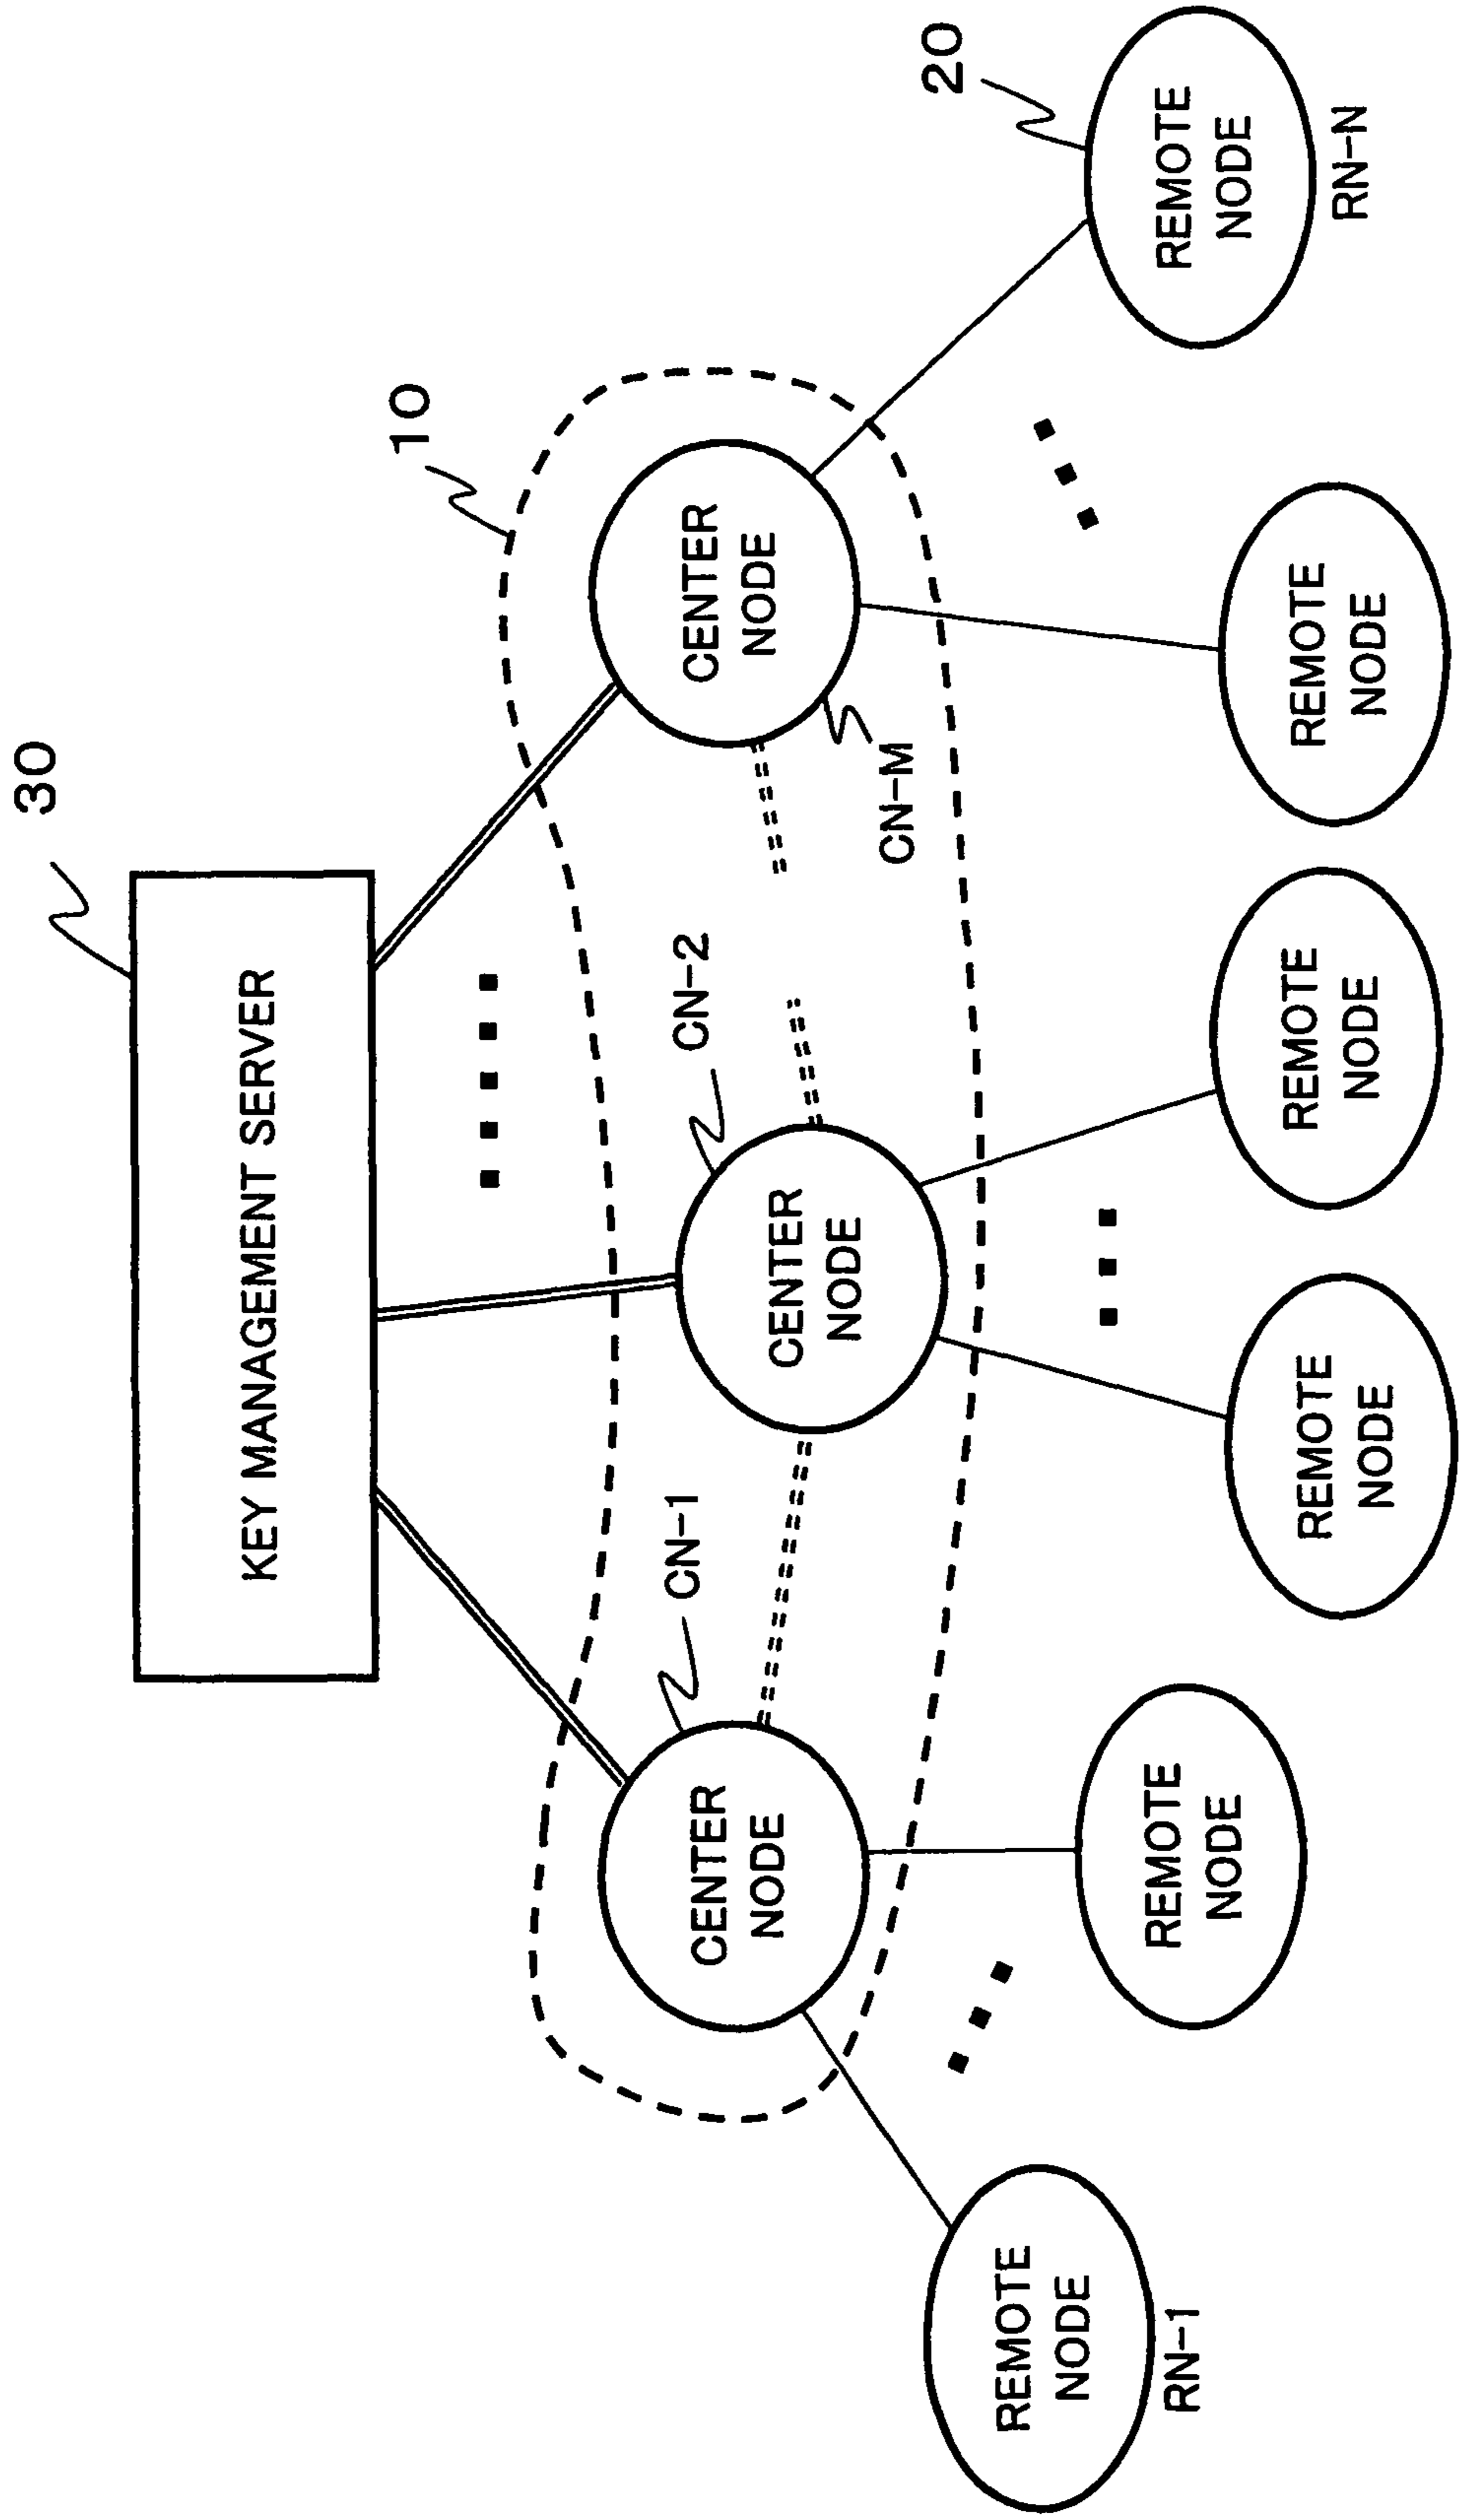 30
KEY MANAGEMENT SERVER
10
CN-1
CN-2
CENTER
NODE
CENTER
NODE
CENTER
NODE
CN-M
20
REMOTE
NODE
RN-1
REMOTE
NODE
REMOTE
NODE
REMOTE
NODE
REMOTE
NODE
REMOTE
NODE
RN-N